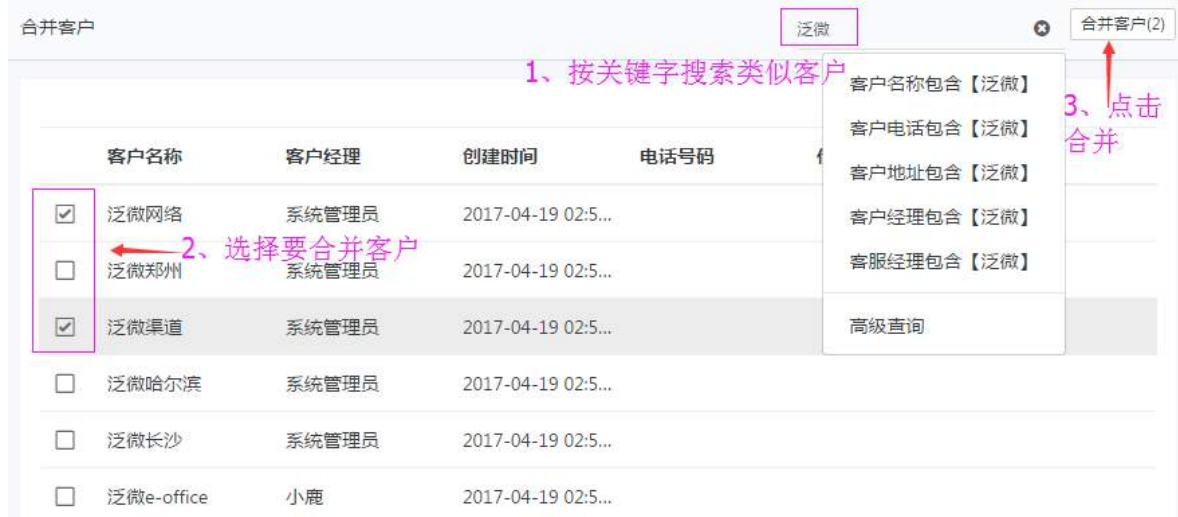 合并客户
泛微
合并客户(2)
1、按关键字搜索类似客户
3、点击
合并
客户名称包含【泛微】
客户电话包含【泛微】
客户地址包含【泛微】
客户经理包含【泛微】
客服经理包含【泛微】
高级查询
客户名称 客户经理 创建时间 电话号码
泛微网络 系统管理员 2017-04-19 02:5...
2、选择要合并客户
泛微郑州 系统管理员 2017-04-19 02:5...
泛微渠道 系统管理员 2017-04-19 02:5...
泛微哈尔滨 系统管理员 2017-04-19 02:5...
泛微长沙 系统管理员 2017-04-19 02:5...
泛微e-office 小鹿 2017-04-19 02:5...